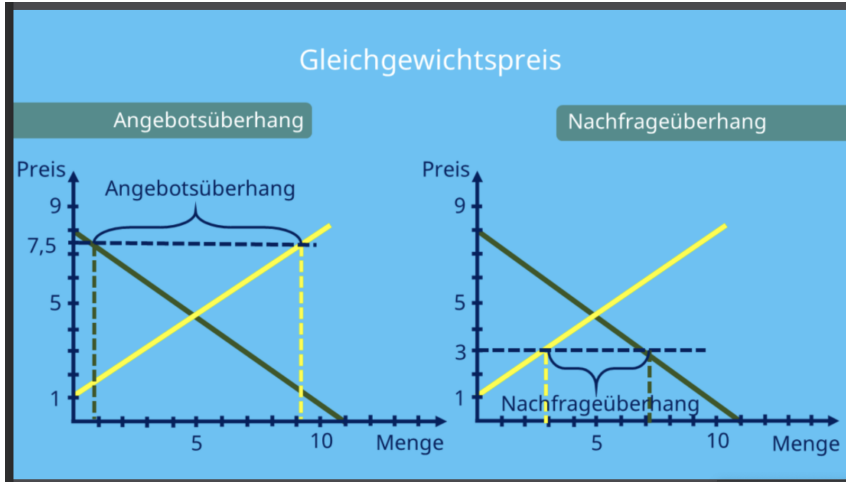 Gleichgewichtspreis
Angebotsüberhang
Nachfrageüberhang
Preis
Angebotsüberhang
9
7,5
5
1
5
10
Menge
Preis
9
5
3
1
Nachfrageüberhang
5
10
Menge